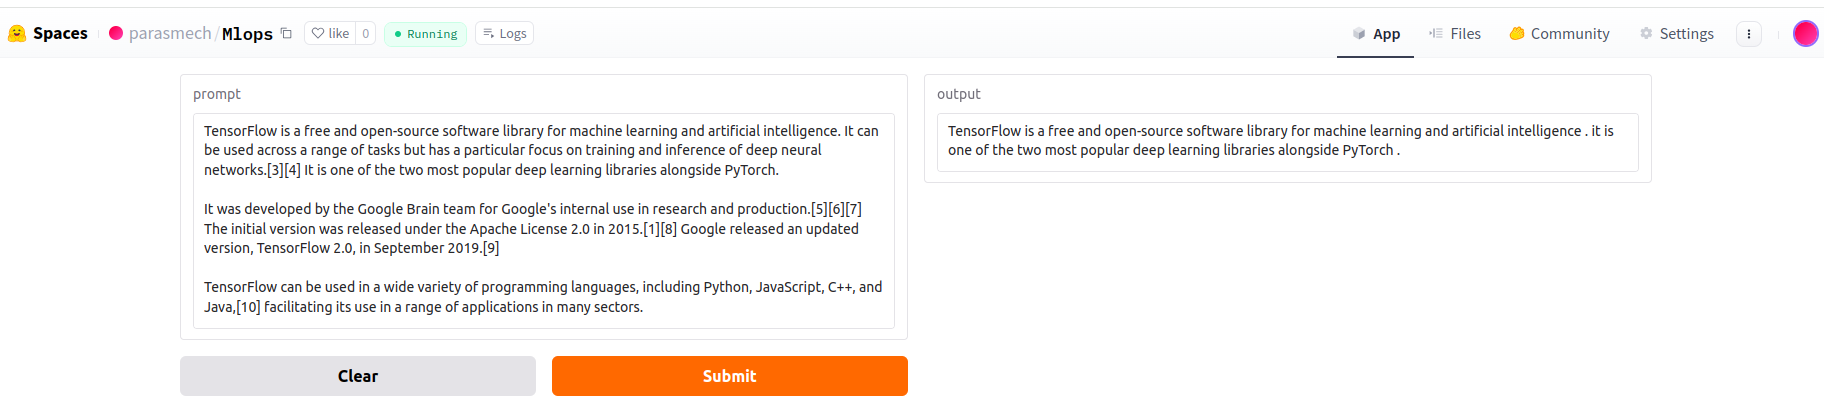 Spaces parasmech/Mlops like 0 Running Logs App Files Community Settings
prompt
TensorFlow is a free and open-source software library for machine learning and artificial intelligence. It can
be used across a range of tasks but has a particular focus on training and inference of deep neural
networks.[3][4] It is one of the two most popular deep learning libraries alongside PyTorch.
It was developed by the Google Brain team for Google's internal use in research and production.[5][6][7]
The initial version was released under the Apache License 2.0 in 2015.[1][8] Google released an updated
version, TensorFlow 2.0, in September 2019.[9]
TensorFlow can be used in a wide variety of programming languages, including Python, JavaScript, C++, and
Java,[10] facilitating its use in a range of applications in many sectors.
Clear Submit
output
TensorFlow is a free and open-source software library for machine learning and artificial intelligence . it is
one of the two most popular deep learning libraries alongside PyTorch .